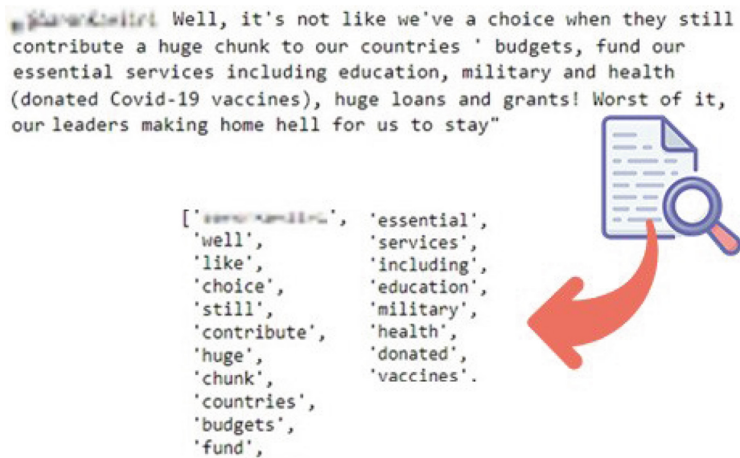 Well, it's not like we've a choice when they still
contribute a huge chunk to our countries ' budgets, fund our
essential services including education, military and health
(donated Covid-19 vaccines), huge loans and grants! Worst of it,
our leaders making home hell for us to stay"
['
',
'well',
'like',
'choice',
'still',
'contribute',
'huge',
'chunk',
'countries',
'budgets',
'fund',
'essential',
'services',
'including',
'education',
'military',
'health',
'donated',
'vaccines'.